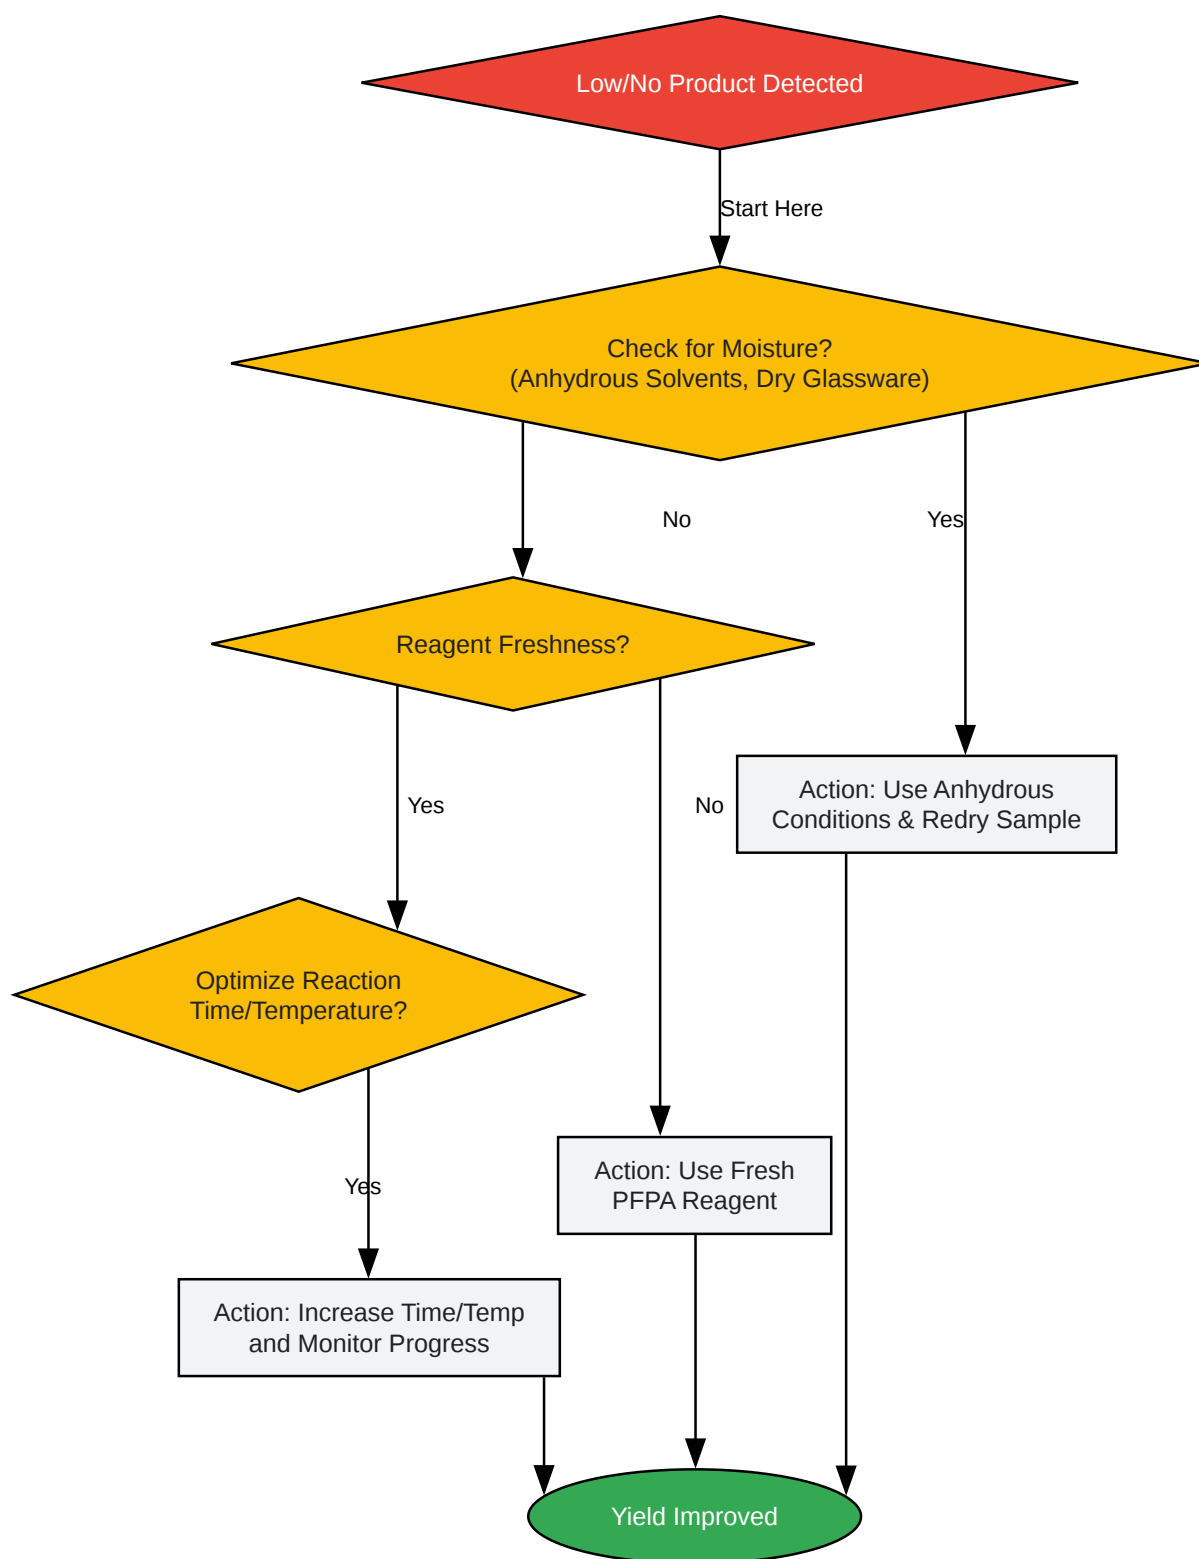 Low/No Product Detected
Start Here
Check for Moisture?
(Anhydrous Solvents, Dry Glassware)
No
Yes
Reagent Freshness?
Yes
No
Action: Use Anhydrous
Conditions & Redry Sample
Optimize Reaction
Time/Temperature?
Yes
Action: Use Fresh
PFPA Reagent
Action: Increase Time/Temp
and Monitor Progress
Yield Improved